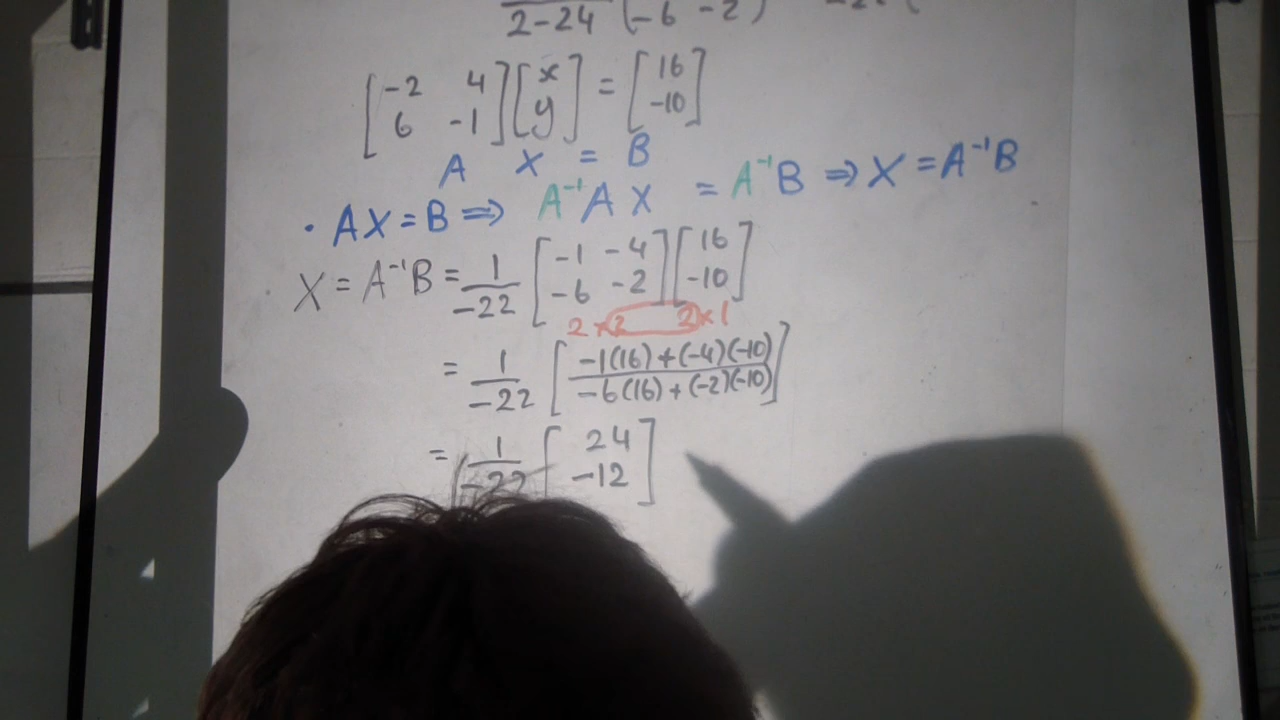 2-24 (-6 -2)
[-2 4] [x] = [16]
[6 -1] [y] [-10]
A X = B
• AX = B ⇒ A⁻¹A X = A⁻¹B ⇒ X = A⁻¹B
X = A⁻¹B = 1/-22 [-1 -4] [16]
[-6 -2] [-10]
2×2 2×1
= 1/-22 [-1(16)+(-4)(-10)]
[-6(16)+(-2)(-10)]
= 1/-22 [24]
[-12]